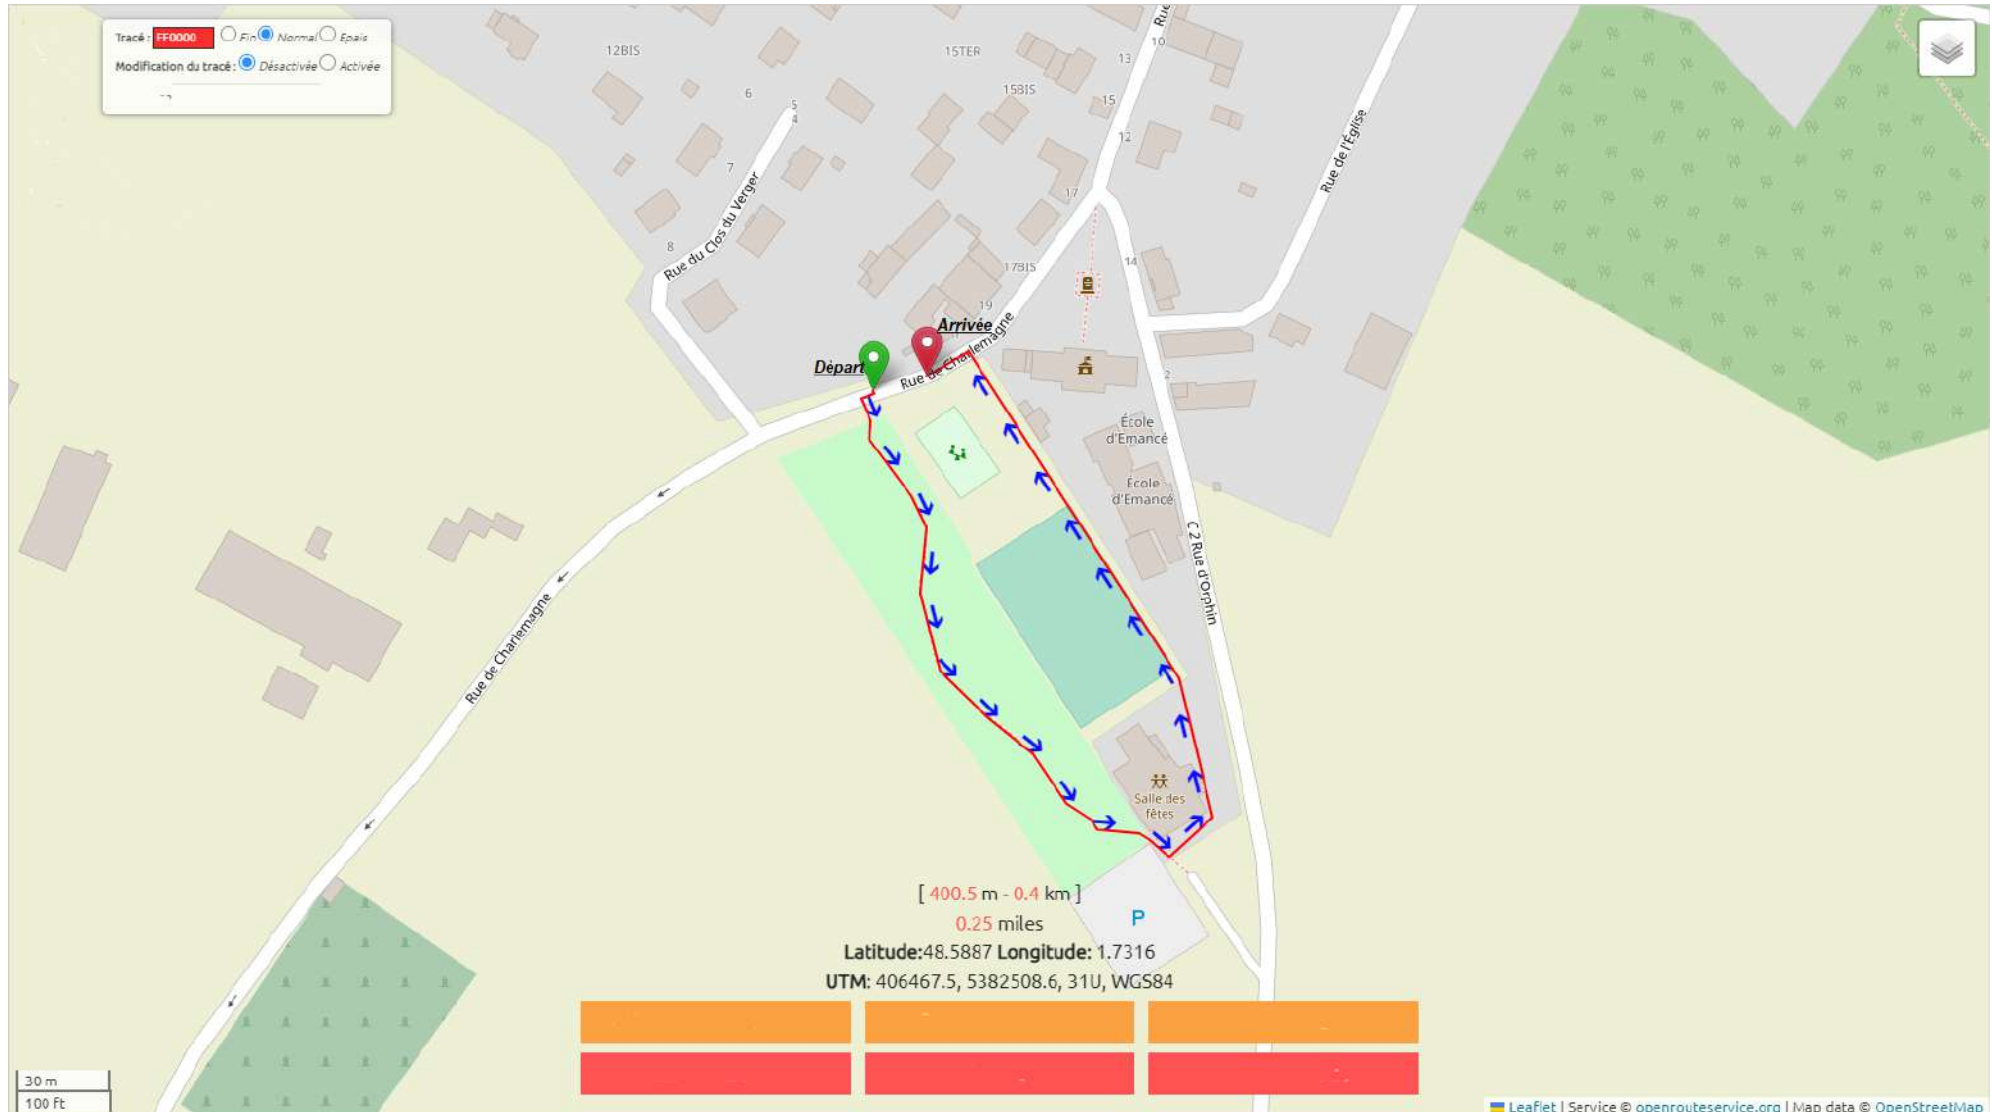 Tracé : FF0000 Fin Normal Epais
Modification du tracé : Désactivée Activée
12BIS
15TER
10
13
15BIS
15
12
6
5
4
7
8
17
17BIS
14
19
2
Rue
Rue du Clos du Verger
Rue de l'Église
Arrivée
Départ
Rue de Charlemagne
École
d'Emancé
École
d'Emancé
C 2 Rue d'Orphin
Rue de Charlemagne
Salle des
fêtes
P
[ 400.5 m - 0.4 km ]
0.25 miles
Latitude:48.5887 Longitude: 1.7316
UTM: 406467.5, 5382508.6, 31U, WGS84
30 m
100 ft
Leaflet | Service © openrouteservice.org | Map data © OpenStreetMap